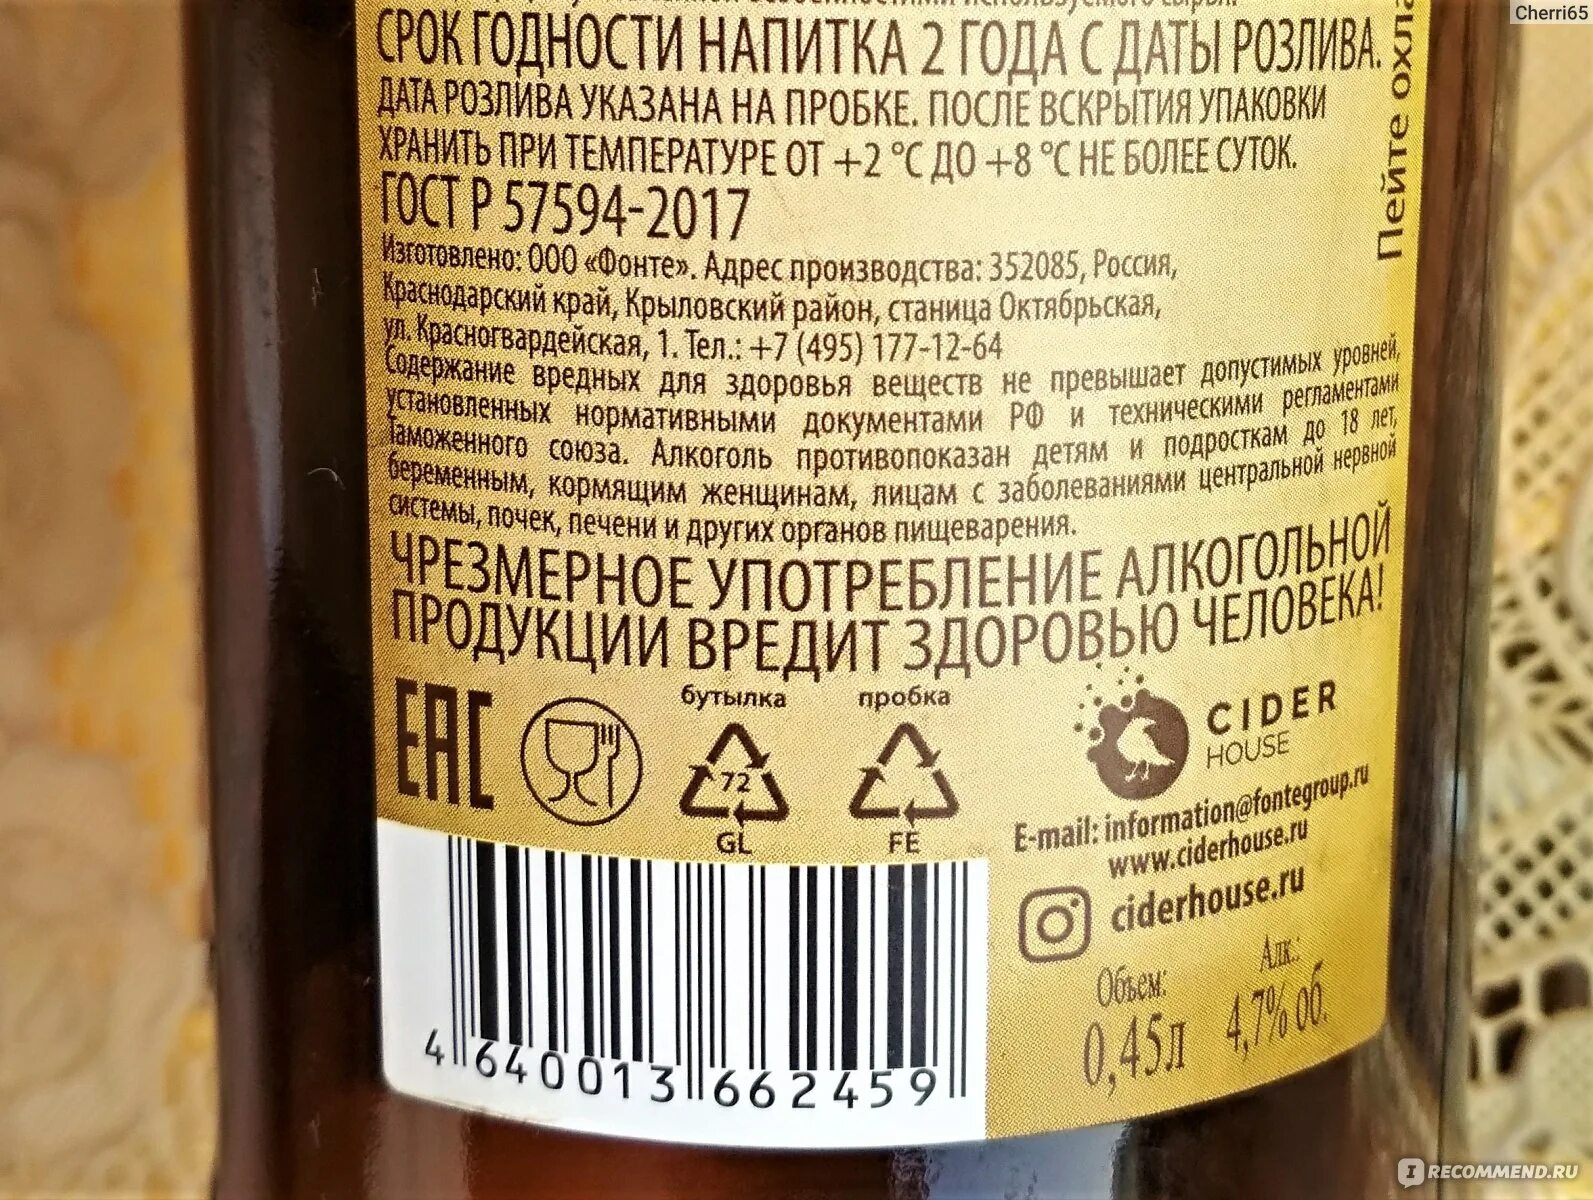 Cherri65
особенностями используемого сырья.
СРОК ГОДНОСТИ НАПИТКА 2 ГОДА С ДАТЫ РОЗЛИВА.
ДАТА РОЗЛИВА УКАЗАНА НА ПРОБКЕ. ПОСЛЕ ВСКРЫТИЯ УПАКОВКИ
ХРАНИТЬ ПРИ ТЕМПЕРАТУРЕ ОТ +2 °С ДО +8 °С НЕ БОЛЕЕ СУТОК.
ГОСТ Р 57594-2017
Изготовлено: ООО «Фонте». Адрес производства: 352085, Россия,
Краснодарский край, Крыловский район, станица Октябрьская,
ул. Красногвардейская, 1. Тел.: +7 (495) 177-12-64
Содержание вредных для здоровья веществ не превышает допустимых уровней,
установленных нормативными документами РФ и техническими регламентами
Таможенного союза. Алкоголь противопоказан детям и подросткам до 18 лет,
беременным, кормящим женщинам, лицам с заболеваниями центральной нервной
системы, почек, печени и других органов пищеварения.
ЧРЕЗМЕРНОЕ УПОТРЕБЛЕНИЕ АЛКОГОЛЬНОЙ
ПРОДУКЦИИ ВРЕДИТ ЗДОРОВЬЮ ЧЕЛОВЕКА!
Пейте
EAC
бутылка
72
GL
пробка
FE
CIDER
HOUSE
E-mail: information@fontegroup.ru
www.ciderhouse.ru
ciderhouse.ru
Объем:
0,45л
Алк.:
4,7% об.
4 640013 662459
IRECOMMEND.RU